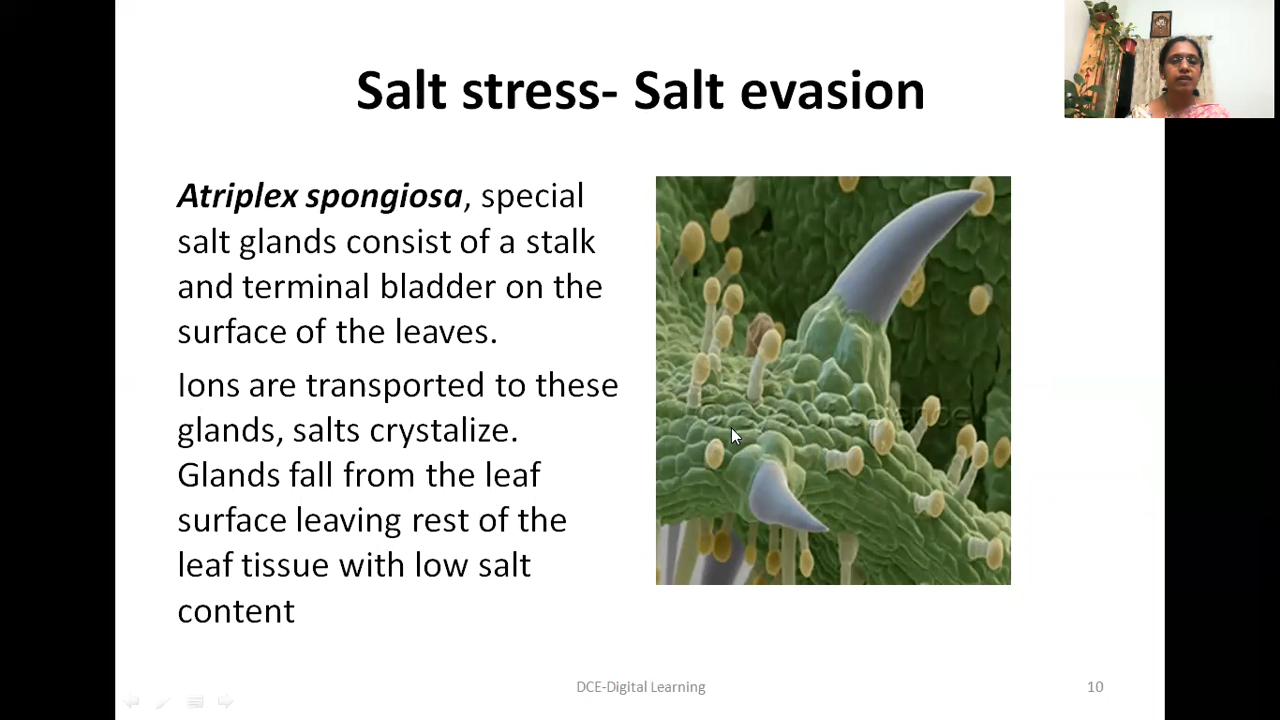 Salt stress- Salt evasion
Atriplex spongiosa, special
salt glands consist of a stalk
and terminal bladder on the
surface of the leaves.
Ions are transported to these
glands, salts crystalize.
Glands fall from the leaf
surface leaving rest of the
leaf tissue with low salt
content
DCE-Digital Learning
10